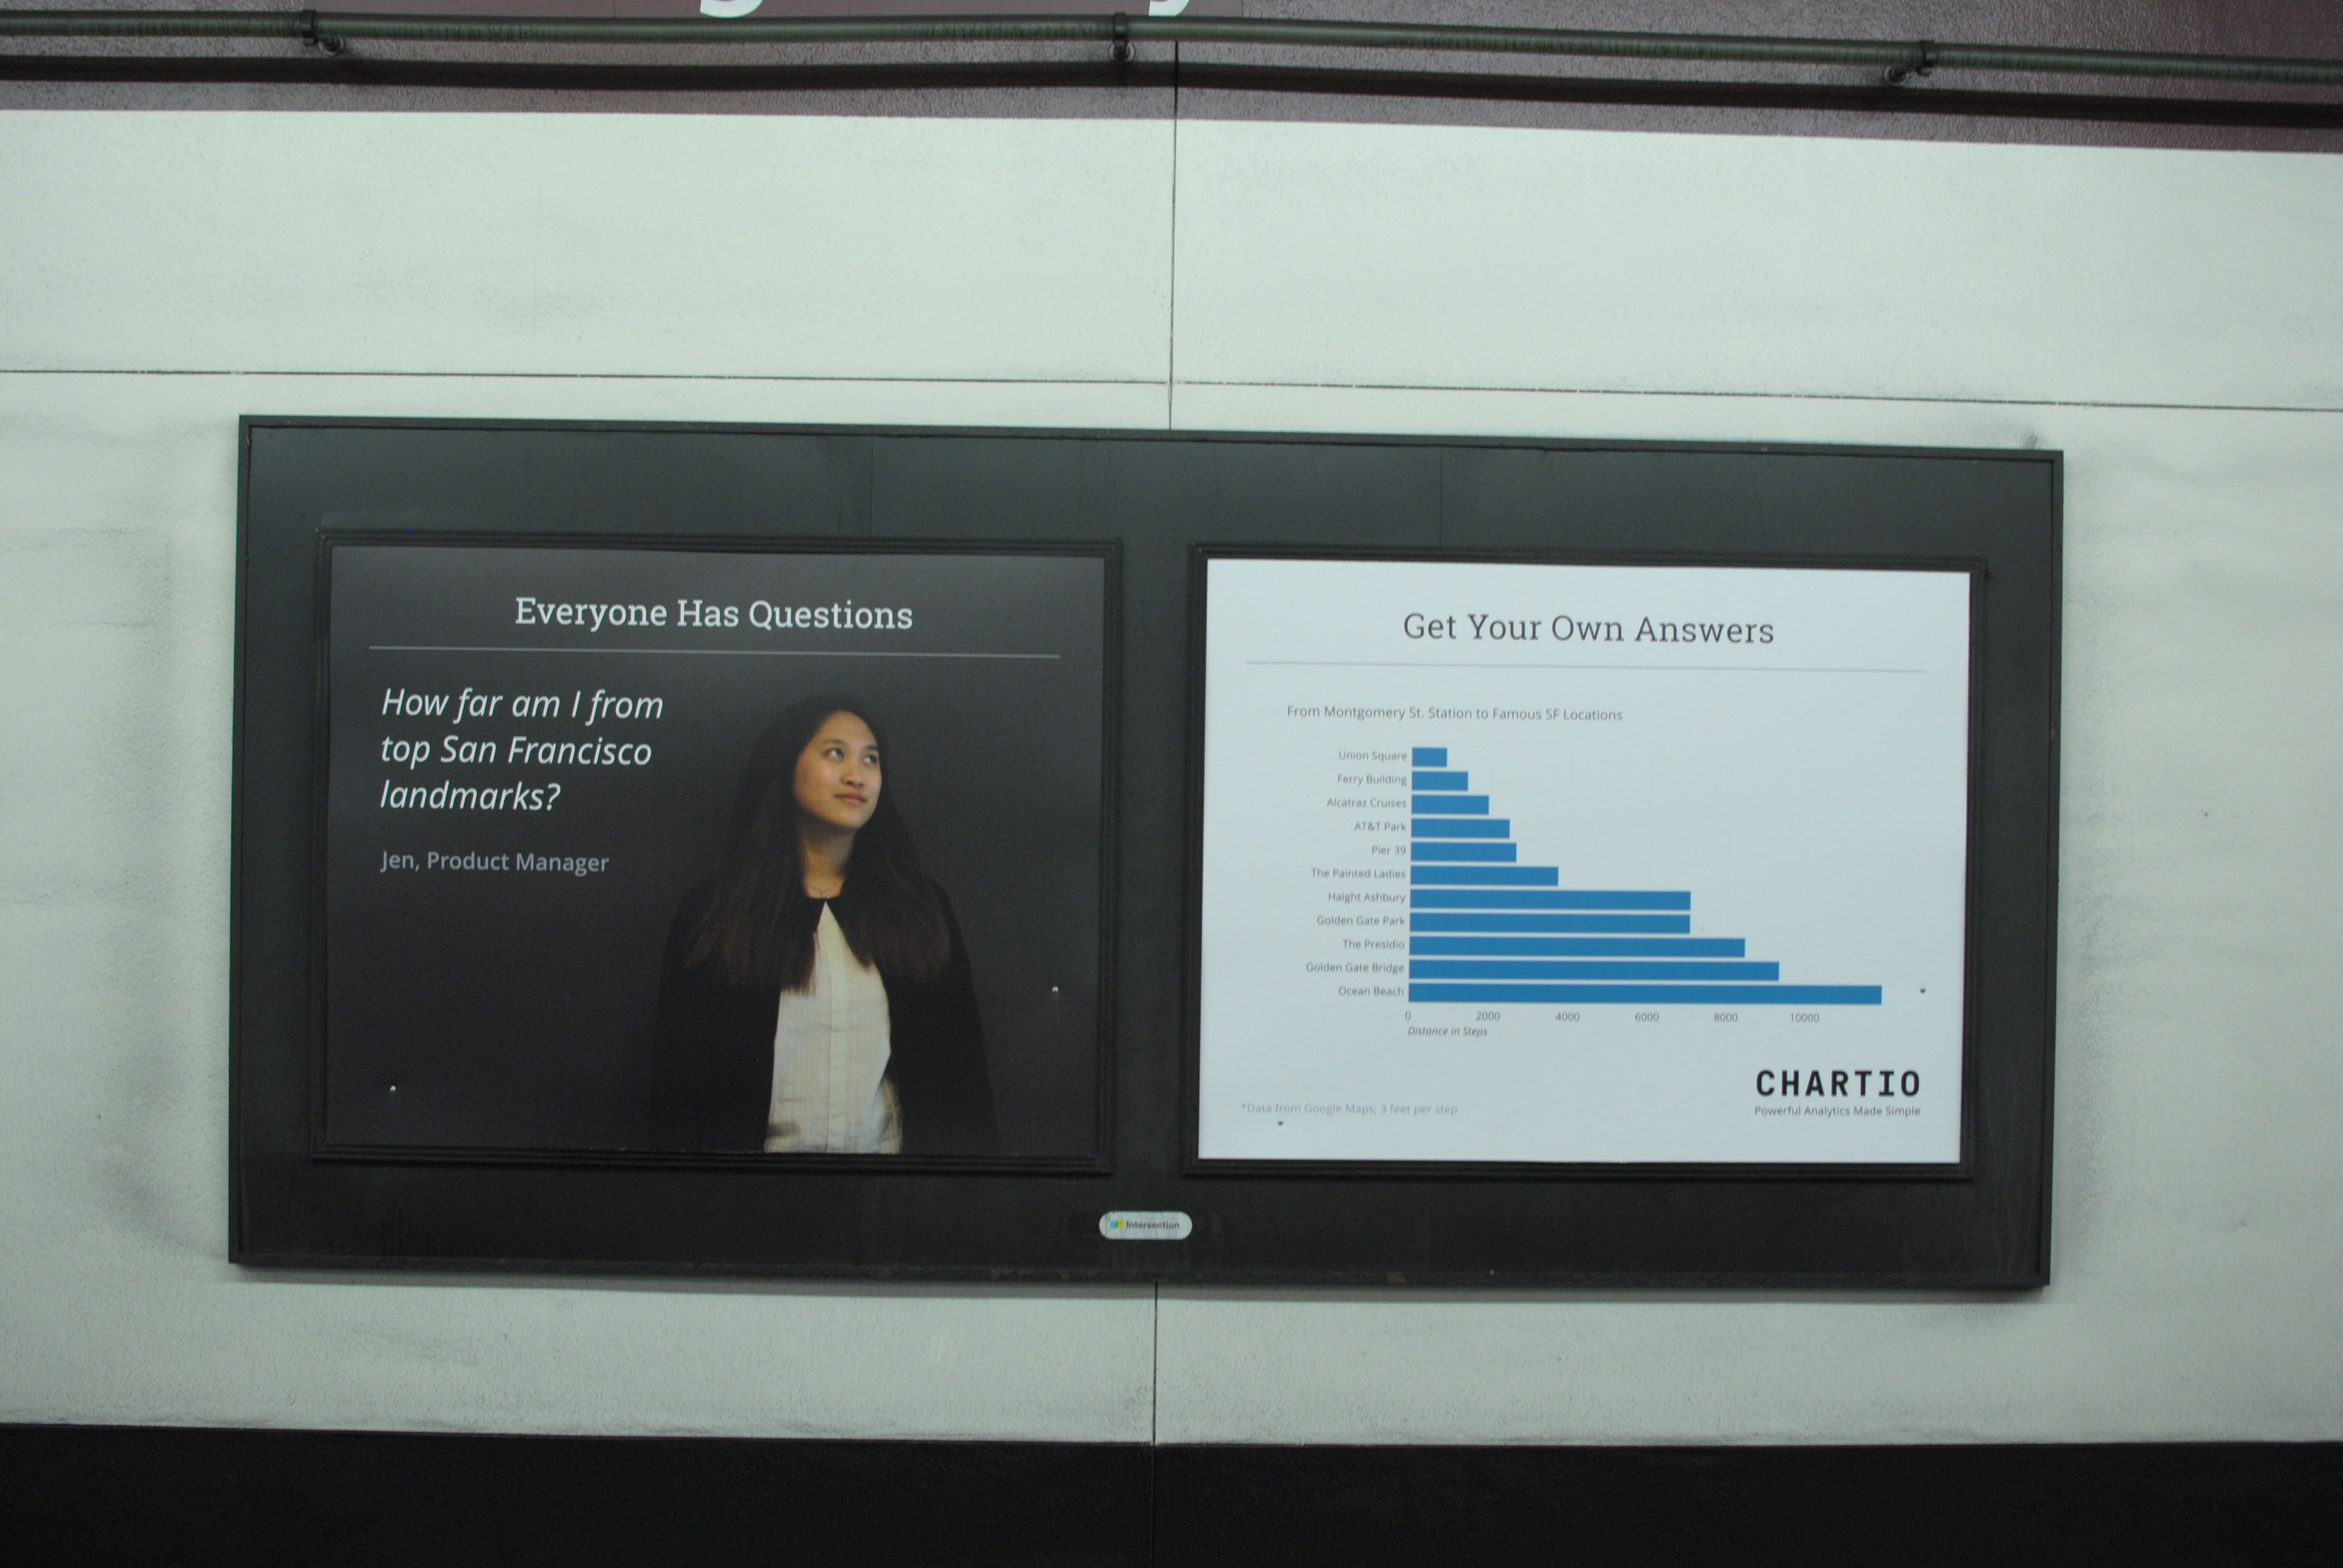 Everyone Has Questions
How far am I from
top San Francisco
landmarks?
Jen, Product Manager
Get Your Own Answers
From Montgomery St. Station to Famous SF Locations
Union Square
Ferry Building
Alcatraz Cruises
AT&T Park
Pier 39
The Painted Ladies
Haight Ashbury
Golden Gate Park
The Presidio
Golden Gate Bridge
Ocean Beach
0 2000 4000 6000 8000 10000
Distance in Steps
CHARTIO
Powerful Analytics Made Simple
*Data from Google Maps; 3 feet per step
Intersection